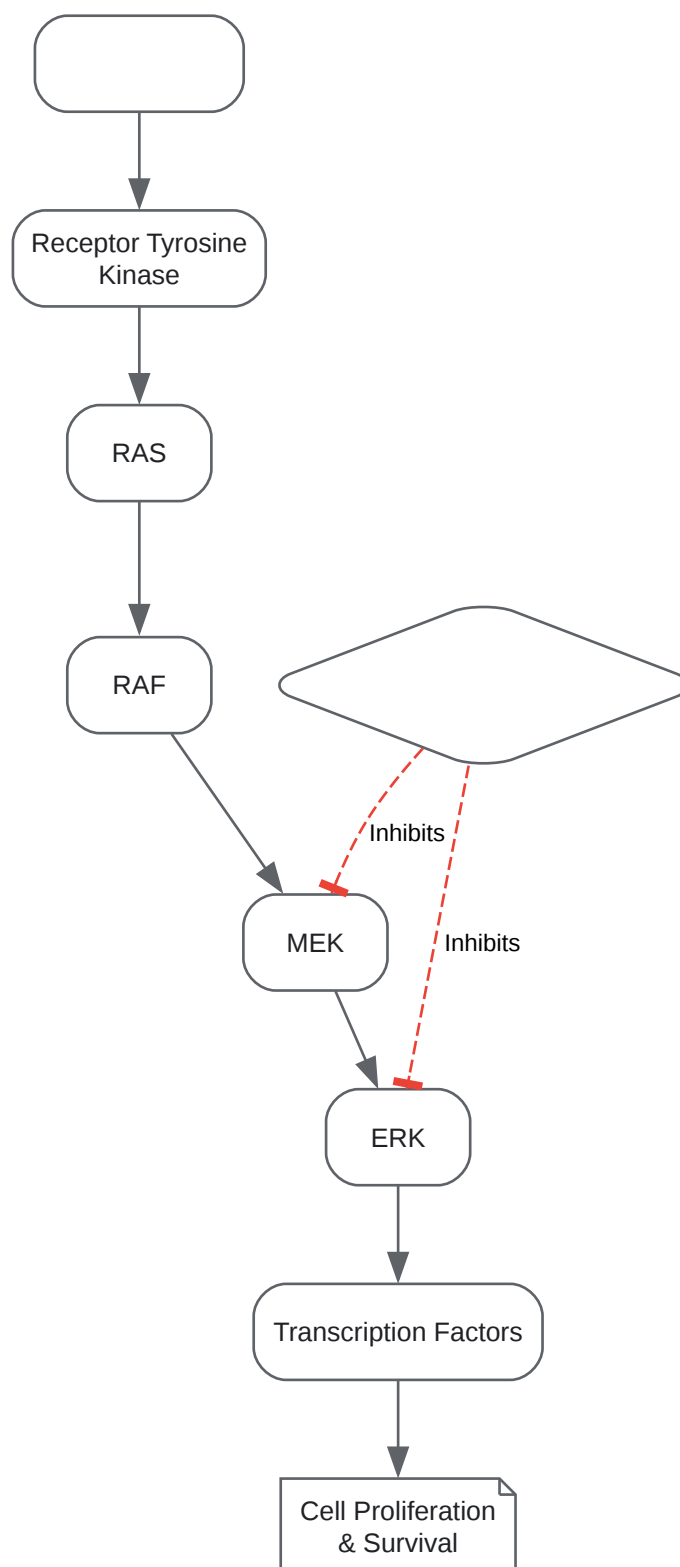 Receptor Tyrosine
Kinase
RAS
RAF
Inhibits
MEK
Inhibits
ERK
Transcription Factors
Cell Proliferation
& Survival